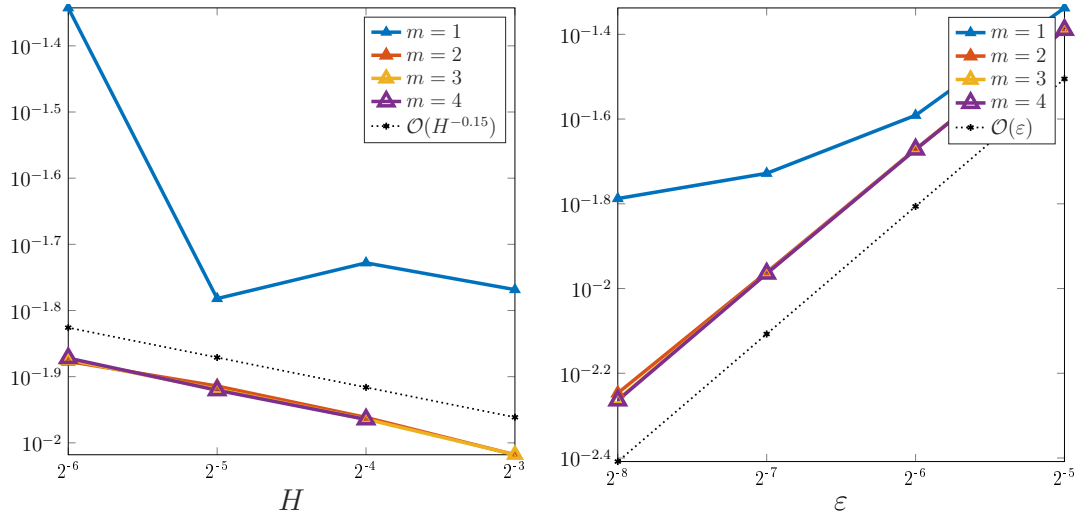 10^-1.4
10^-1.5
10^-1.6
10^-1.7
10^-1.8
10^-1.9
10^-2
2^-6 2^-5 2^-4 2^-3
H
m = 1
m = 2
m = 3
m = 4
𝒪(H^-0.15)
10^-1.4
10^-1.6
10^-1.8
10^-2
10^-2.2
10^-2.4
2^-8 2^-7 2^-6 2^-5
ε
m = 1
m = 2
m = 3
m = 4
𝒪(ε)